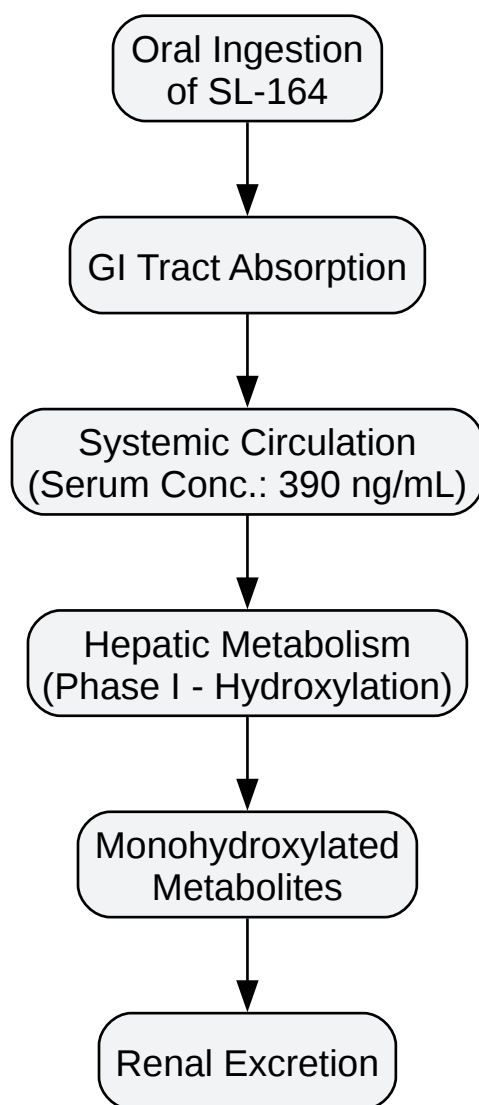 Oral Ingestion
of SL-164
GI Tract Absorption
Systemic Circulation
(Serum Conc.: 390 ng/mL)
Hepatic Metabolism
(Phase I - Hydroxylation)
Monohydroxylated
Metabolites
Renal Excretion